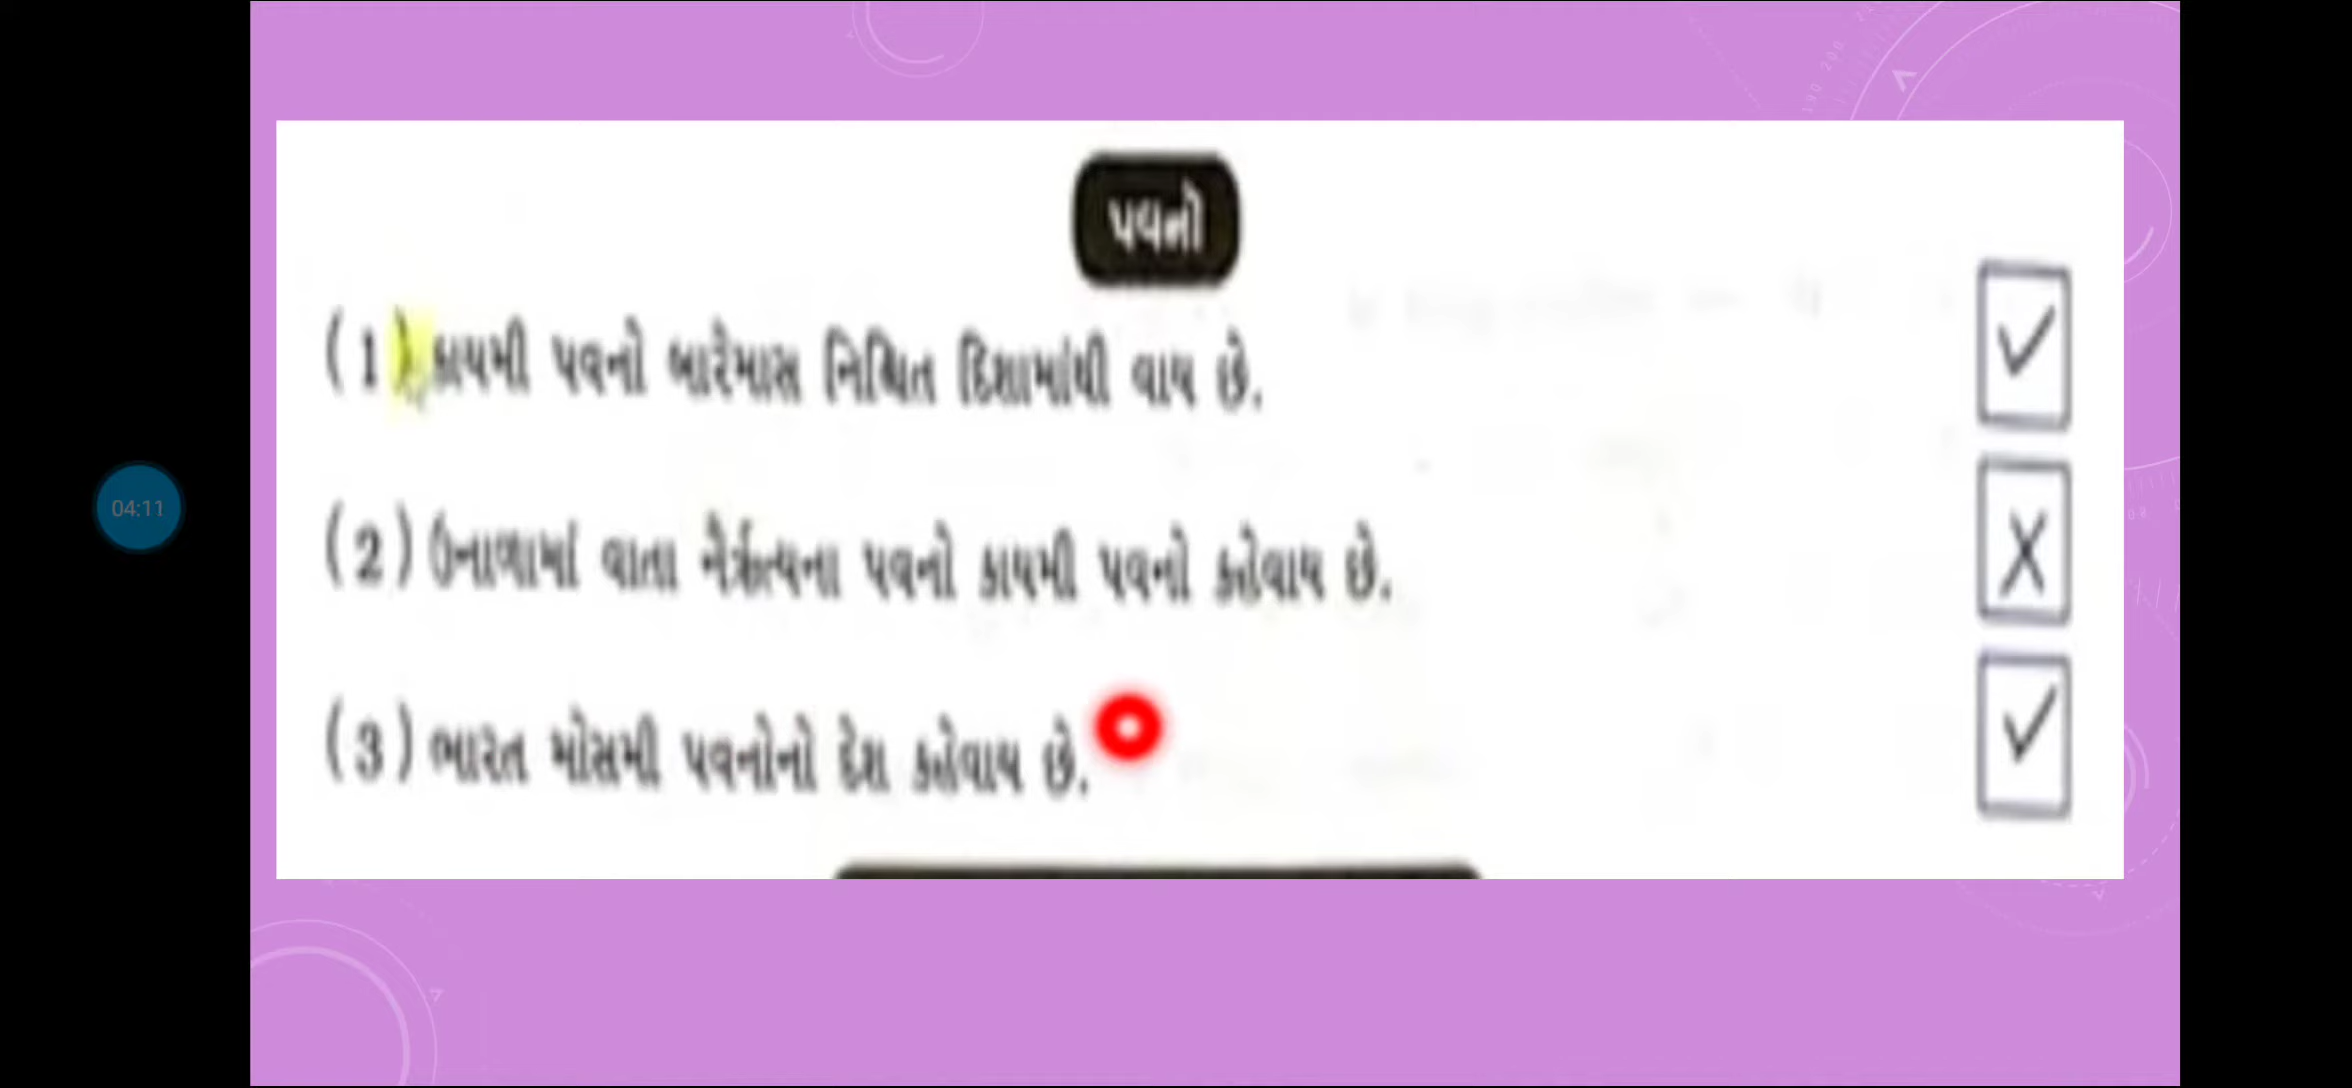 પવનો
(1) કાયમી પવનો બારેમાસ નિશ્ચિત દિશામાંથી વાય છે.
(2) ઉનાળામાં વાતા નૈર્ઋત્યના પવનો કાયમી પવનો કહેવાય છે.
04:11
(3) ભારત મોસમી પવનોનો દેશ કહેવાય છે.